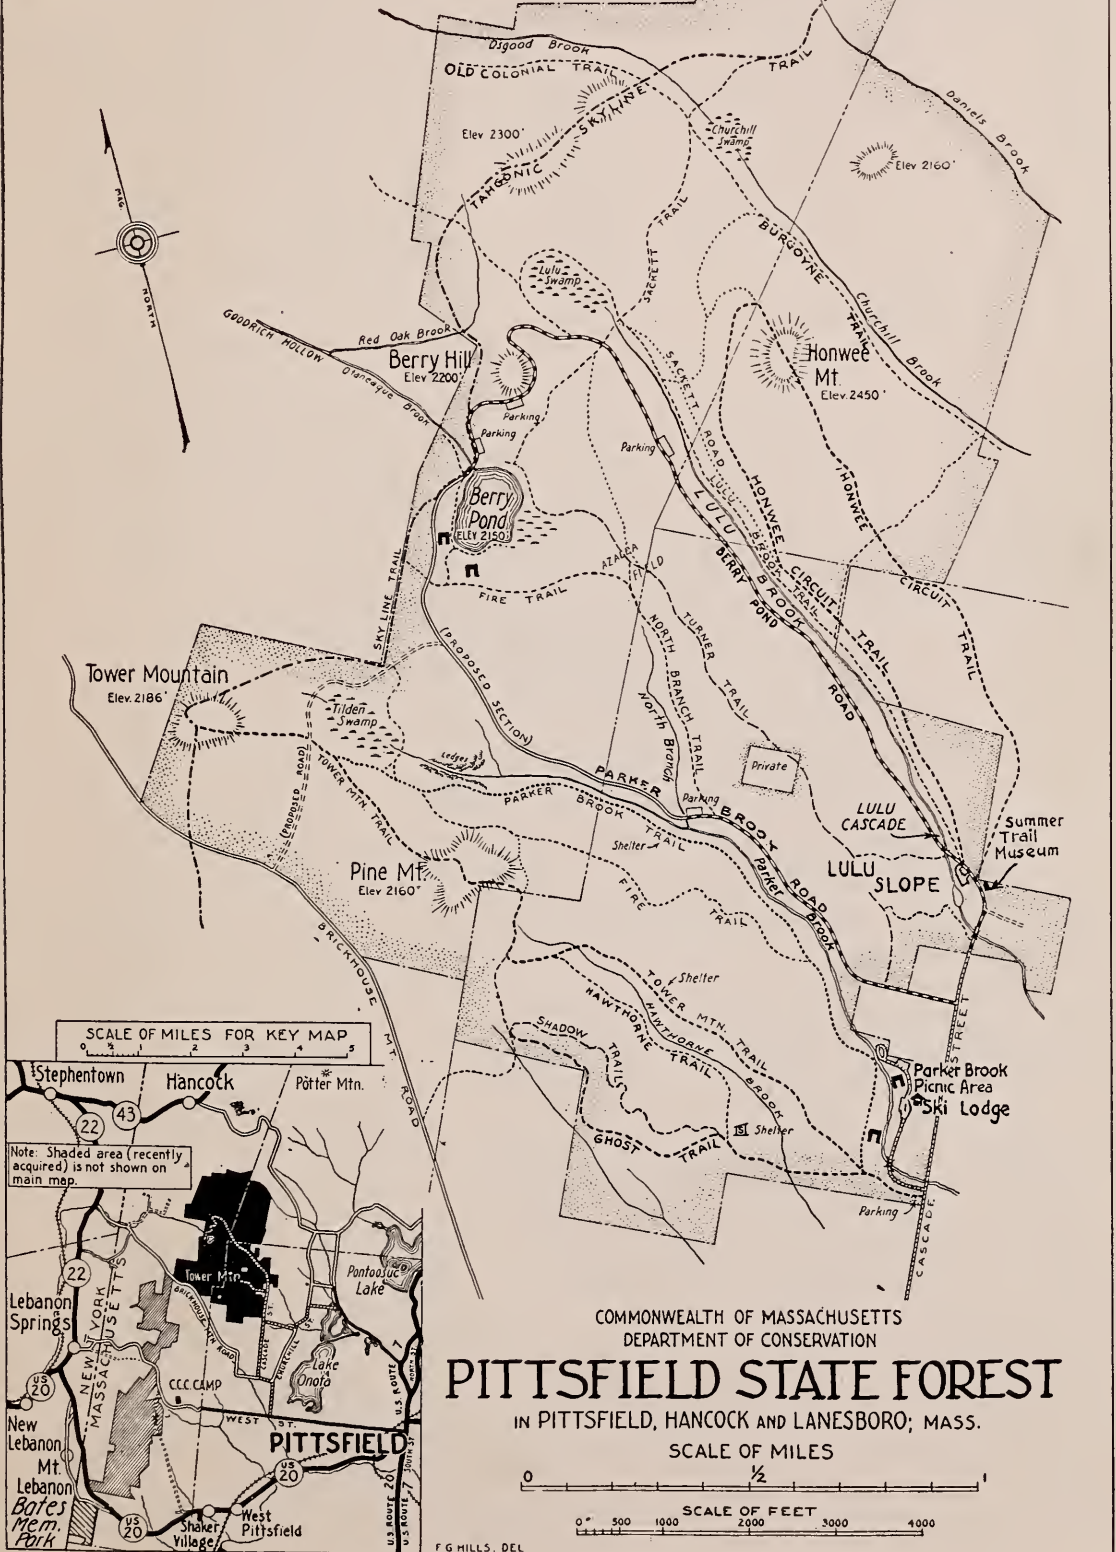 Osgood Brook
OLD COLONIAL TRAIL
TRAIL
SKYLINE
TAHGONIC
Elev 2300'
Churchill
Swamp
Daniels Brook
Elev 2160'
MAG.
NORTH
SACKETT
TRAIL
BURGOYNE
TRAIL
Churchill Brook
Lulu
Swamp
GOODRICH HOLLOW
Red Oak Brook
Berry Hill
Elev 2200'
Brook
Honwee
Mt.
Elev. 2450'
Parking
Parking
Parking
SACKETT ROAD
LULU BROOK TRAIL
LULU BROOK
HONWEE CIRCUIT TRAIL
HONWEE CIRCUIT TRAIL
BERRY POND ROAD
Berry
Pond
ELEV 2150
AZALEA
FIELD
FIRE TRAIL
SKY LINE TRAIL
(PROPOSED SECTION)
TURNER TRAIL
NORTH BRANCH TRAIL
North Branch
Tower Mountain
Elev. 2186'
Tilden
Swamp
(PROPOSED ROAD)
TOWER MTN. TRAIL
Ledges
PARKER BROOK ROAD
PARKER BROOK TRAIL
Parking
Private
Shelter
Parker Brook
LULU
CASCADE
Summer
Trail
Museum
LULU
SLOPE
Pine Mt.
Elev 2160'
FIRE TRAIL
BRICKHOUSE MT. ROAD
Shelter
TOWER MTN. TRAIL
HAWTHORNE BROOK
HAWTHORNE TRAIL
SHADOW TRAIL
GHOST TRAIL
S
Shelter
Parker Brook
Picnic Area
Ski Lodge
Parking
CASCADE STREET
SCALE OF MILES FOR KEY MAP
0 ½ 1 2 3 4 5
Stephentown
Hancock
Potter Mtn.
43
22
Note: Shaded area (recently
acquired) is not shown on
main map.
Tower Mtn.
Pontoosuc
Lake
22
Lebanon
Springs
NEW YORK
MASSACHUSETTS
BRICKHOUSE MTN ROAD
CASCADE ST.
CHURCHILL ST.
Lake
Onota
U.S. ROUTE 7
NORTH ST.
US
20
C.C.C. CAMP
WEST ST.
PITTSFIELD
New
Lebanon
Mt.
Lebanon
Bates
Mem.
Park
US
20
US
20
Shaker
Village
West
Pittsfield
U.S. ROUTE 20
U.S. ROUTE 7
SOUTH ST.
COMMONWEALTH OF MASSACHUSETTS
DEPARTMENT OF CONSERVATION
PITTSFIELD STATE FOREST
IN PITTSFIELD, HANCOCK AND LANESBORO; MASS.
SCALE OF MILES
0 ½ 1
SCALE OF FEET
0 500 1000 2000 3000 4000
F G HILLS, DEL